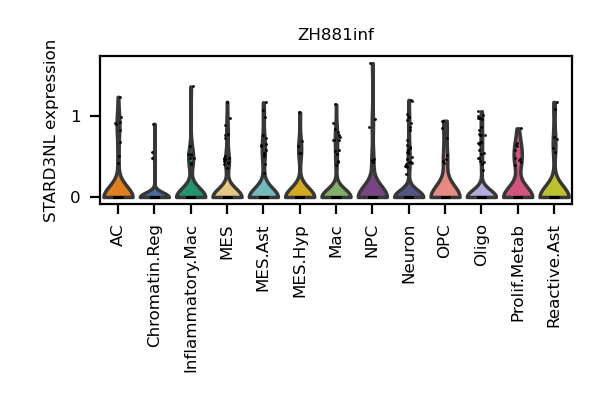 ZH881inf
STARD3NL expression
1
0
AC
Chromatin.Reg
Inflammatory.Mac
MES
MES.Ast
MES.Hyp
Mac
NPC
Neuron
OPC
Oligo
Prolif.Metab
Reactive.Ast